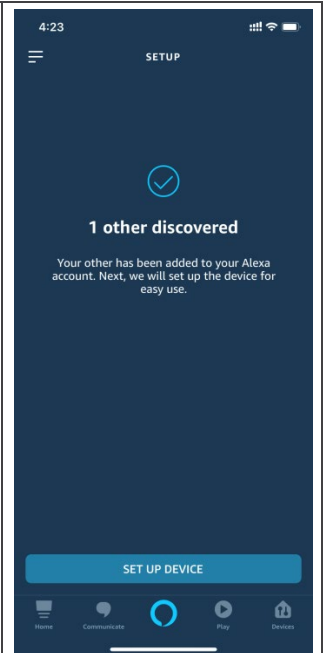 4:23
SETUP
1 other discovered
Your other has been added to your Alexa
account. Next, we will set up the device for
easy use.
SET UP DEVICE
Home Communicate Play Devices